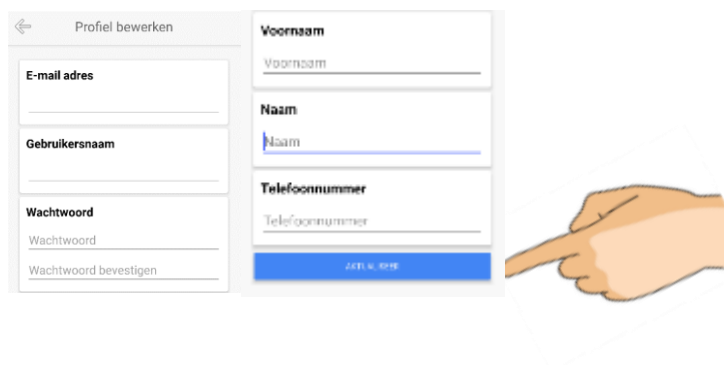 Profiel bewerken
E-mail adres
Gebruikersnaam
Wachtwoord
Wachtwoord
Wachtwoord bevestigen
Voornaam
Voornaam
Naam
Naam
Telefoonnummer
Telefoonnummer